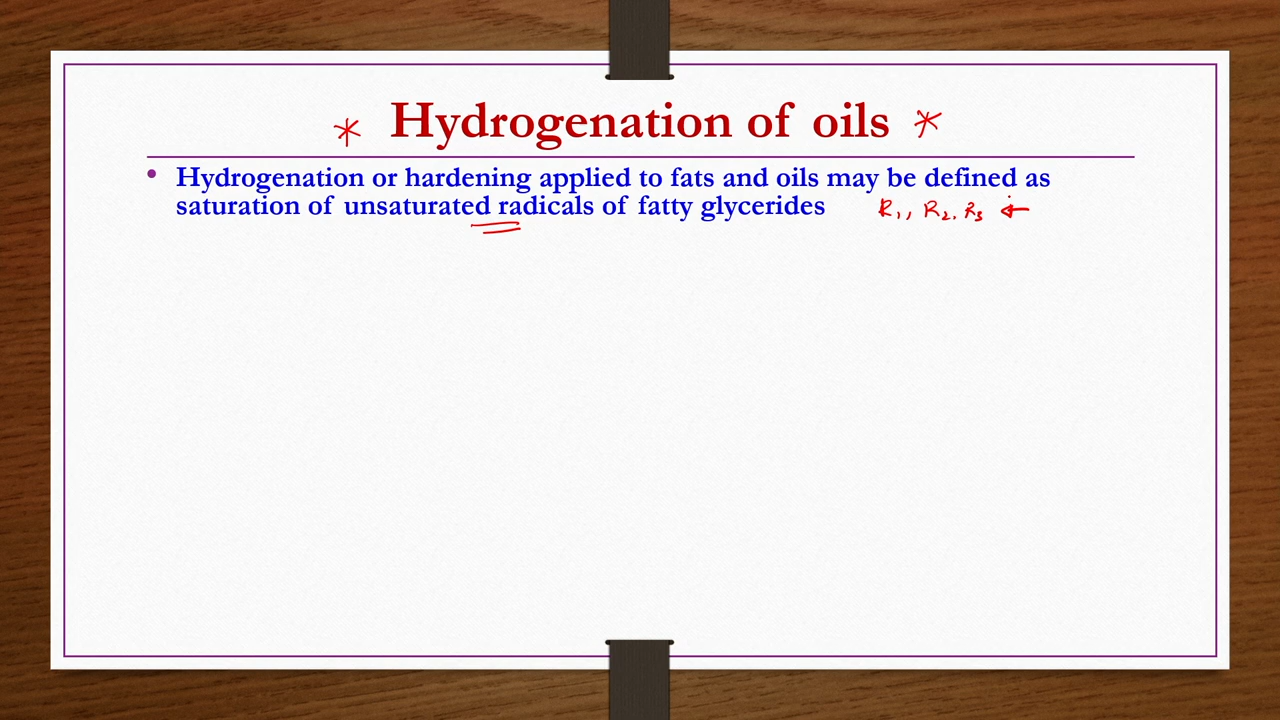 * Hydrogenation of oils *
• Hydrogenation or hardening applied to fats and oils may be defined as
saturation of unsaturated radicals of fatty glycerides R₁, R₂, R₃ ←